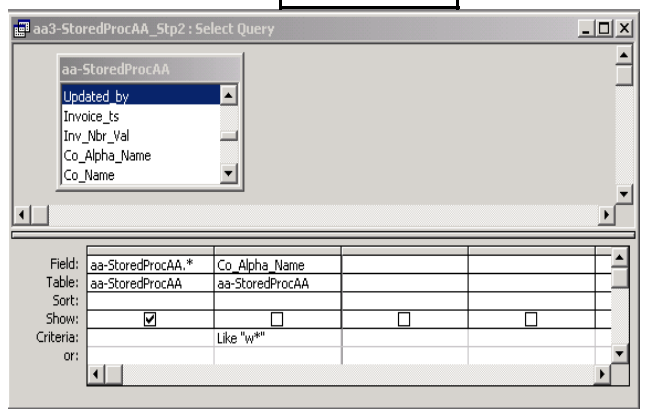 aa3-StoredProcAA_Stp2 : Select Query
aa-StoredProcAA
Updated_by
Invoice_ts
Inv_Nbr_Val
Co_Alpha_Name
Co_Name
Field: aa-StoredProcAA.* Co_Alpha_Name
Table: aa-StoredProcAA aa-StoredProcAA
Sort:
Show:
Criteria: Like "w*"
or: